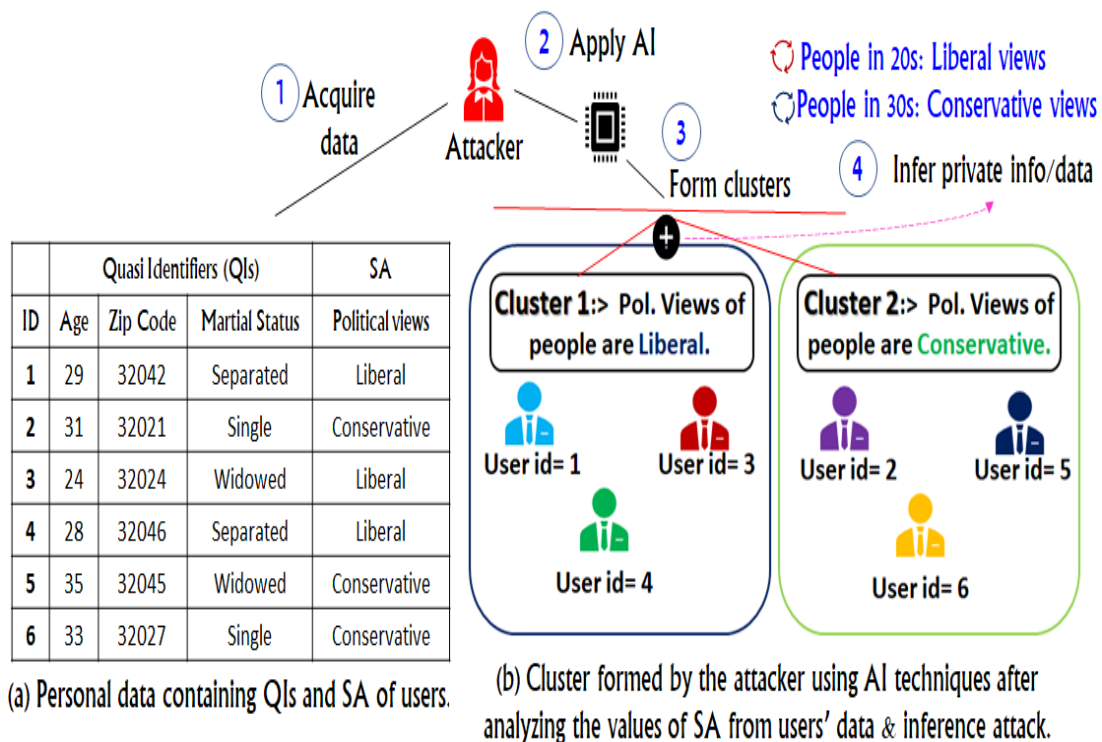 1 Acquire
data
Attacker
2 Apply AI
3
Form clusters
People in 20s: Liberal views
People in 30s: Conservative views
4 Infer private info/data
Quasi Identifiers (QIs) SA
ID Age Zip Code Martial Status Political views
1 29 32042 Separated Liberal
2 31 32021 Single Conservative
3 24 32024 Widowed Liberal
4 28 32046 Separated Liberal
5 35 32045 Widowed Conservative
6 33 32027 Single Conservative
(a) Personal data containing QIs and SA of users.
+
Cluster 1:> Pol. Views of
people are Liberal.
User id= 1
User id= 3
User id= 4
Cluster 2:> Pol. Views of
people are Conservative.
User id= 2
User id= 5
User id= 6
(b) Cluster formed by the attacker using AI techniques after
analyzing the values of SA from users' data & inference attack.